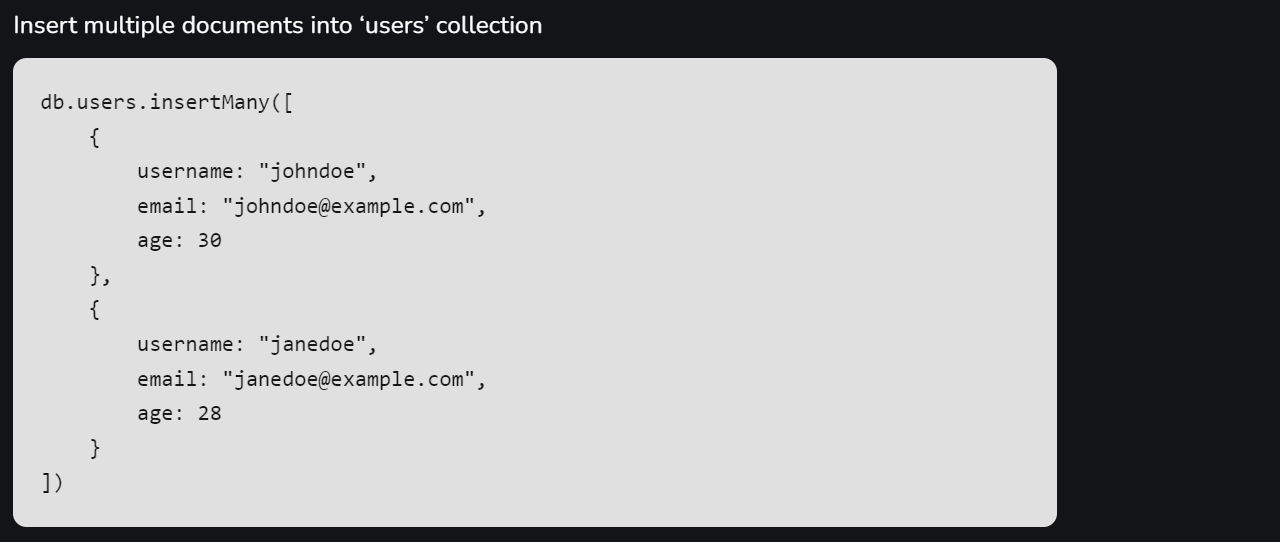 Insert multiple documents into ‘users’ collection
db.users.insertMany([
    {
        username: "johndoe",
        email: "johndoe@example.com",
        age: 30
    },
    {
        username: "janedoe",
        email: "janedoe@example.com",
        age: 28
    }
])